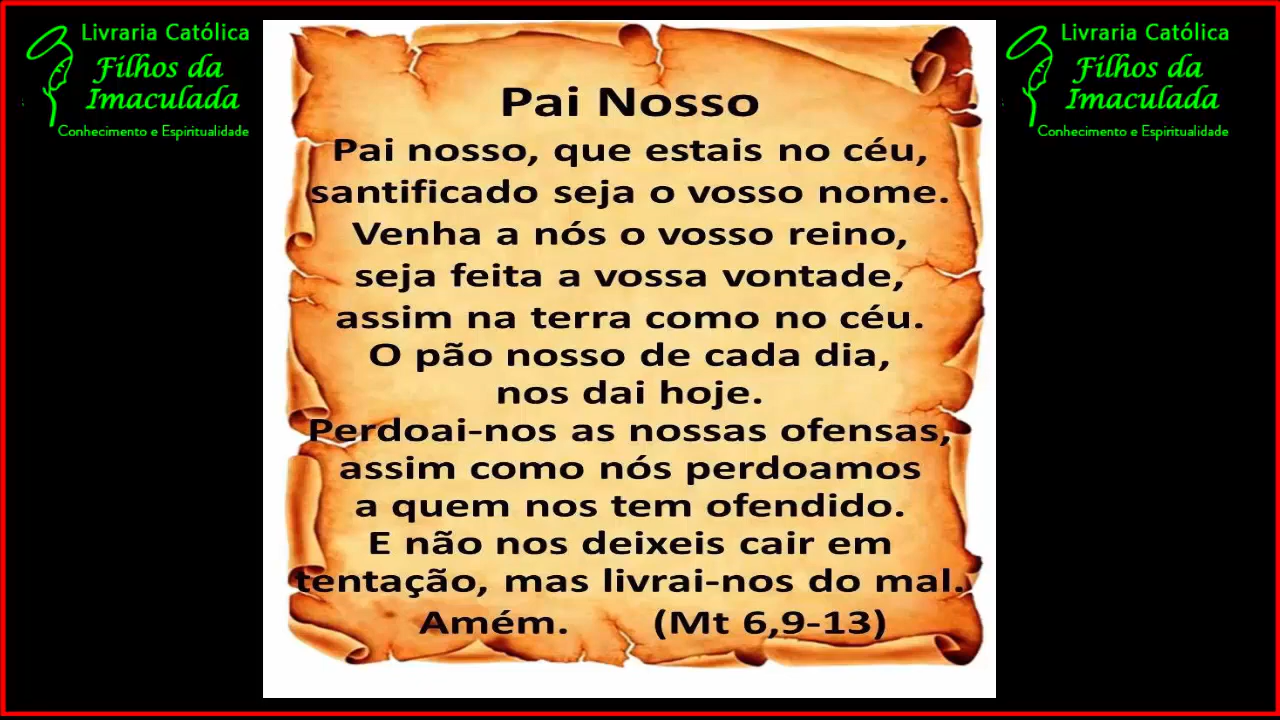 Livraria Católica
Filhos da
Imaculada
Conhecimento e Espiritualidade
Pai Nosso
Pai nosso, que estais no céu,
santificado seja o vosso nome.
Venha a nós o vosso reino,
seja feita a vossa vontade,
assim na terra como no céu.
O pão nosso de cada dia,
nos dai hoje.
Perdoai-nos as nossas ofensas,
assim como nós perdoamos
a quem nos tem ofendido.
E não nos deixeis cair em
tentação, mas livrai-nos do mal.
Amém. (Mt 6,9-13)
Livraria Católica
Filhos da
Imaculada
Conhecimento e Espiritualidade